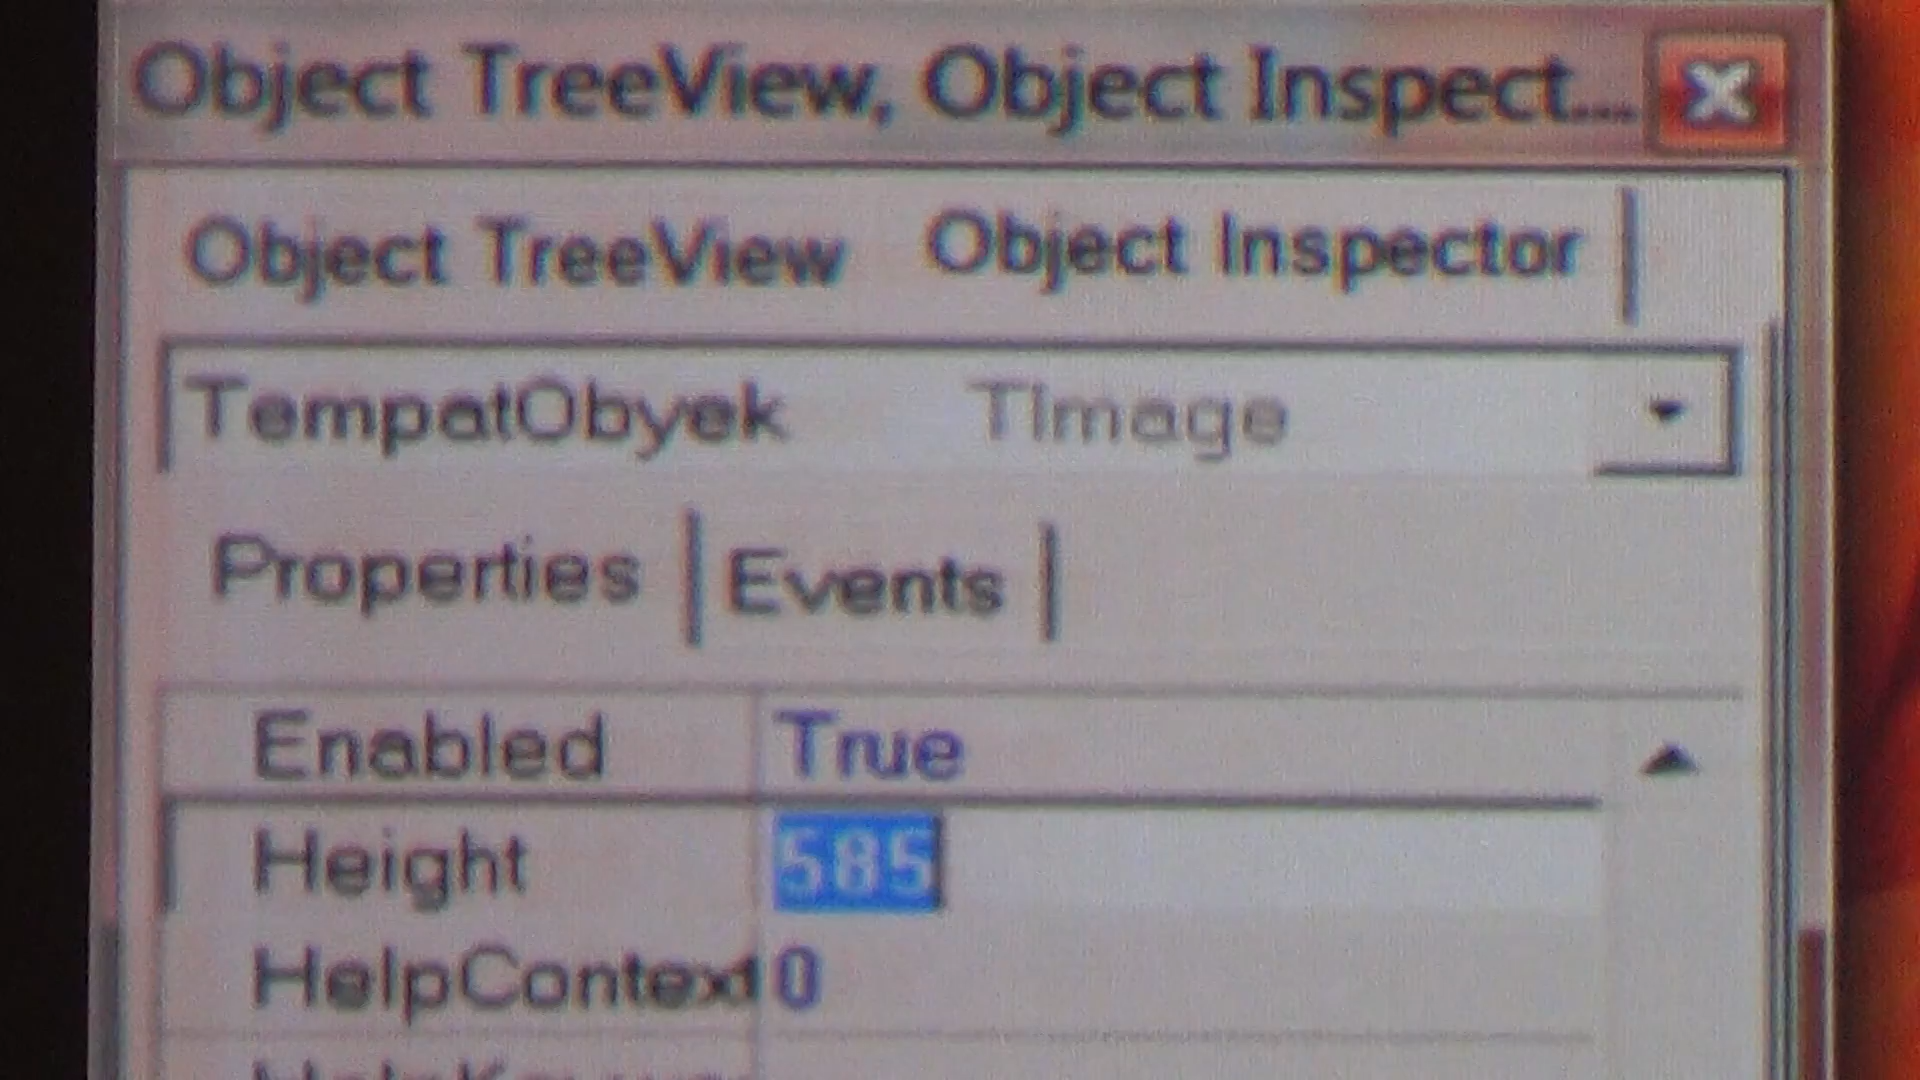 Object TreeView, Object Inspect...
Object TreeView Object Inspector
TempatObyek TImage
Properties Events
Enabled True
Height 585
HelpContext 0